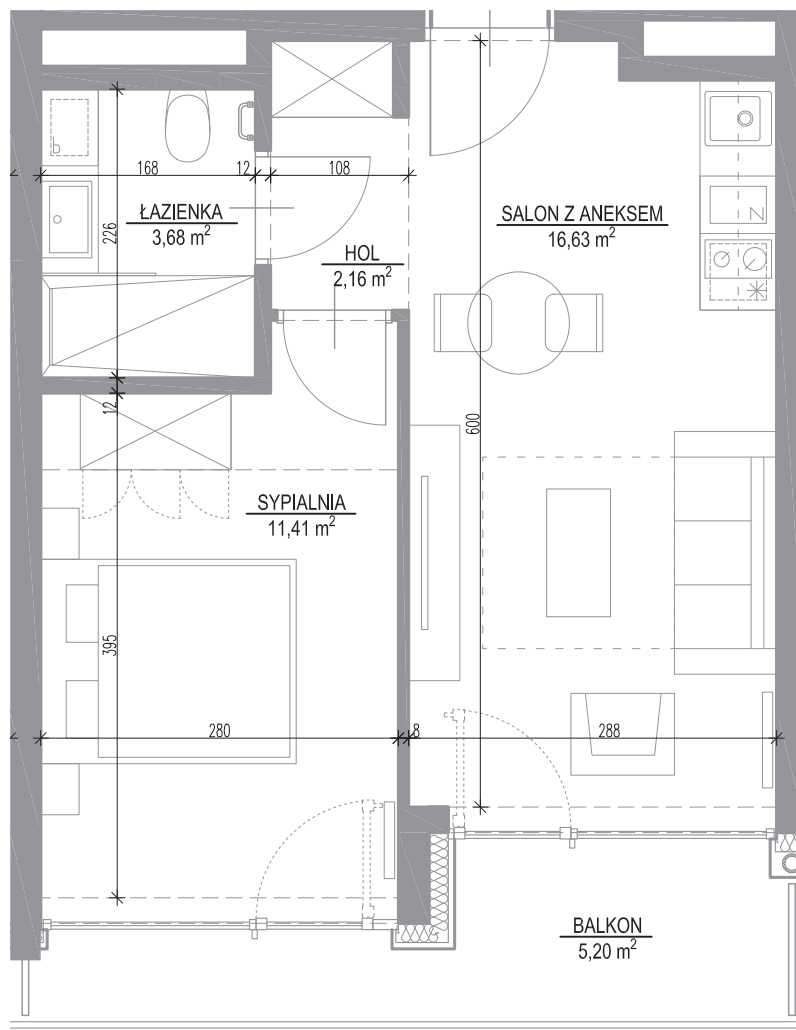 168
12
108
ŁAZIENKA
3,68 m²
226
HOL
2,16 m²
SALON Z ANEKSEM
16,63 m²
Z
12
600
SYPIALNIA
11,41 m²
395
280
8
288
BALKON
5,20 m²